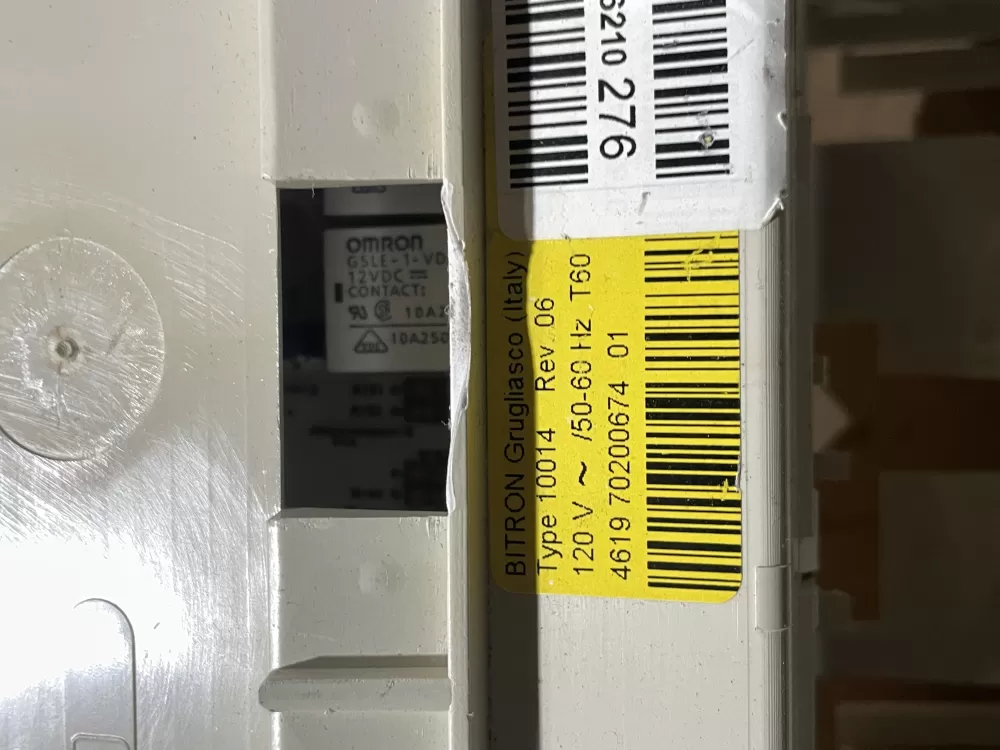 6210 276
BITRON Grugliasco (Italy)
Type 10014 Rev. 06
120 V ~ /50-60 Hz T60
4619 70200674 01
OMRON
G5LE-1-VD
12VDC
CONTACT:
10A2
10A250